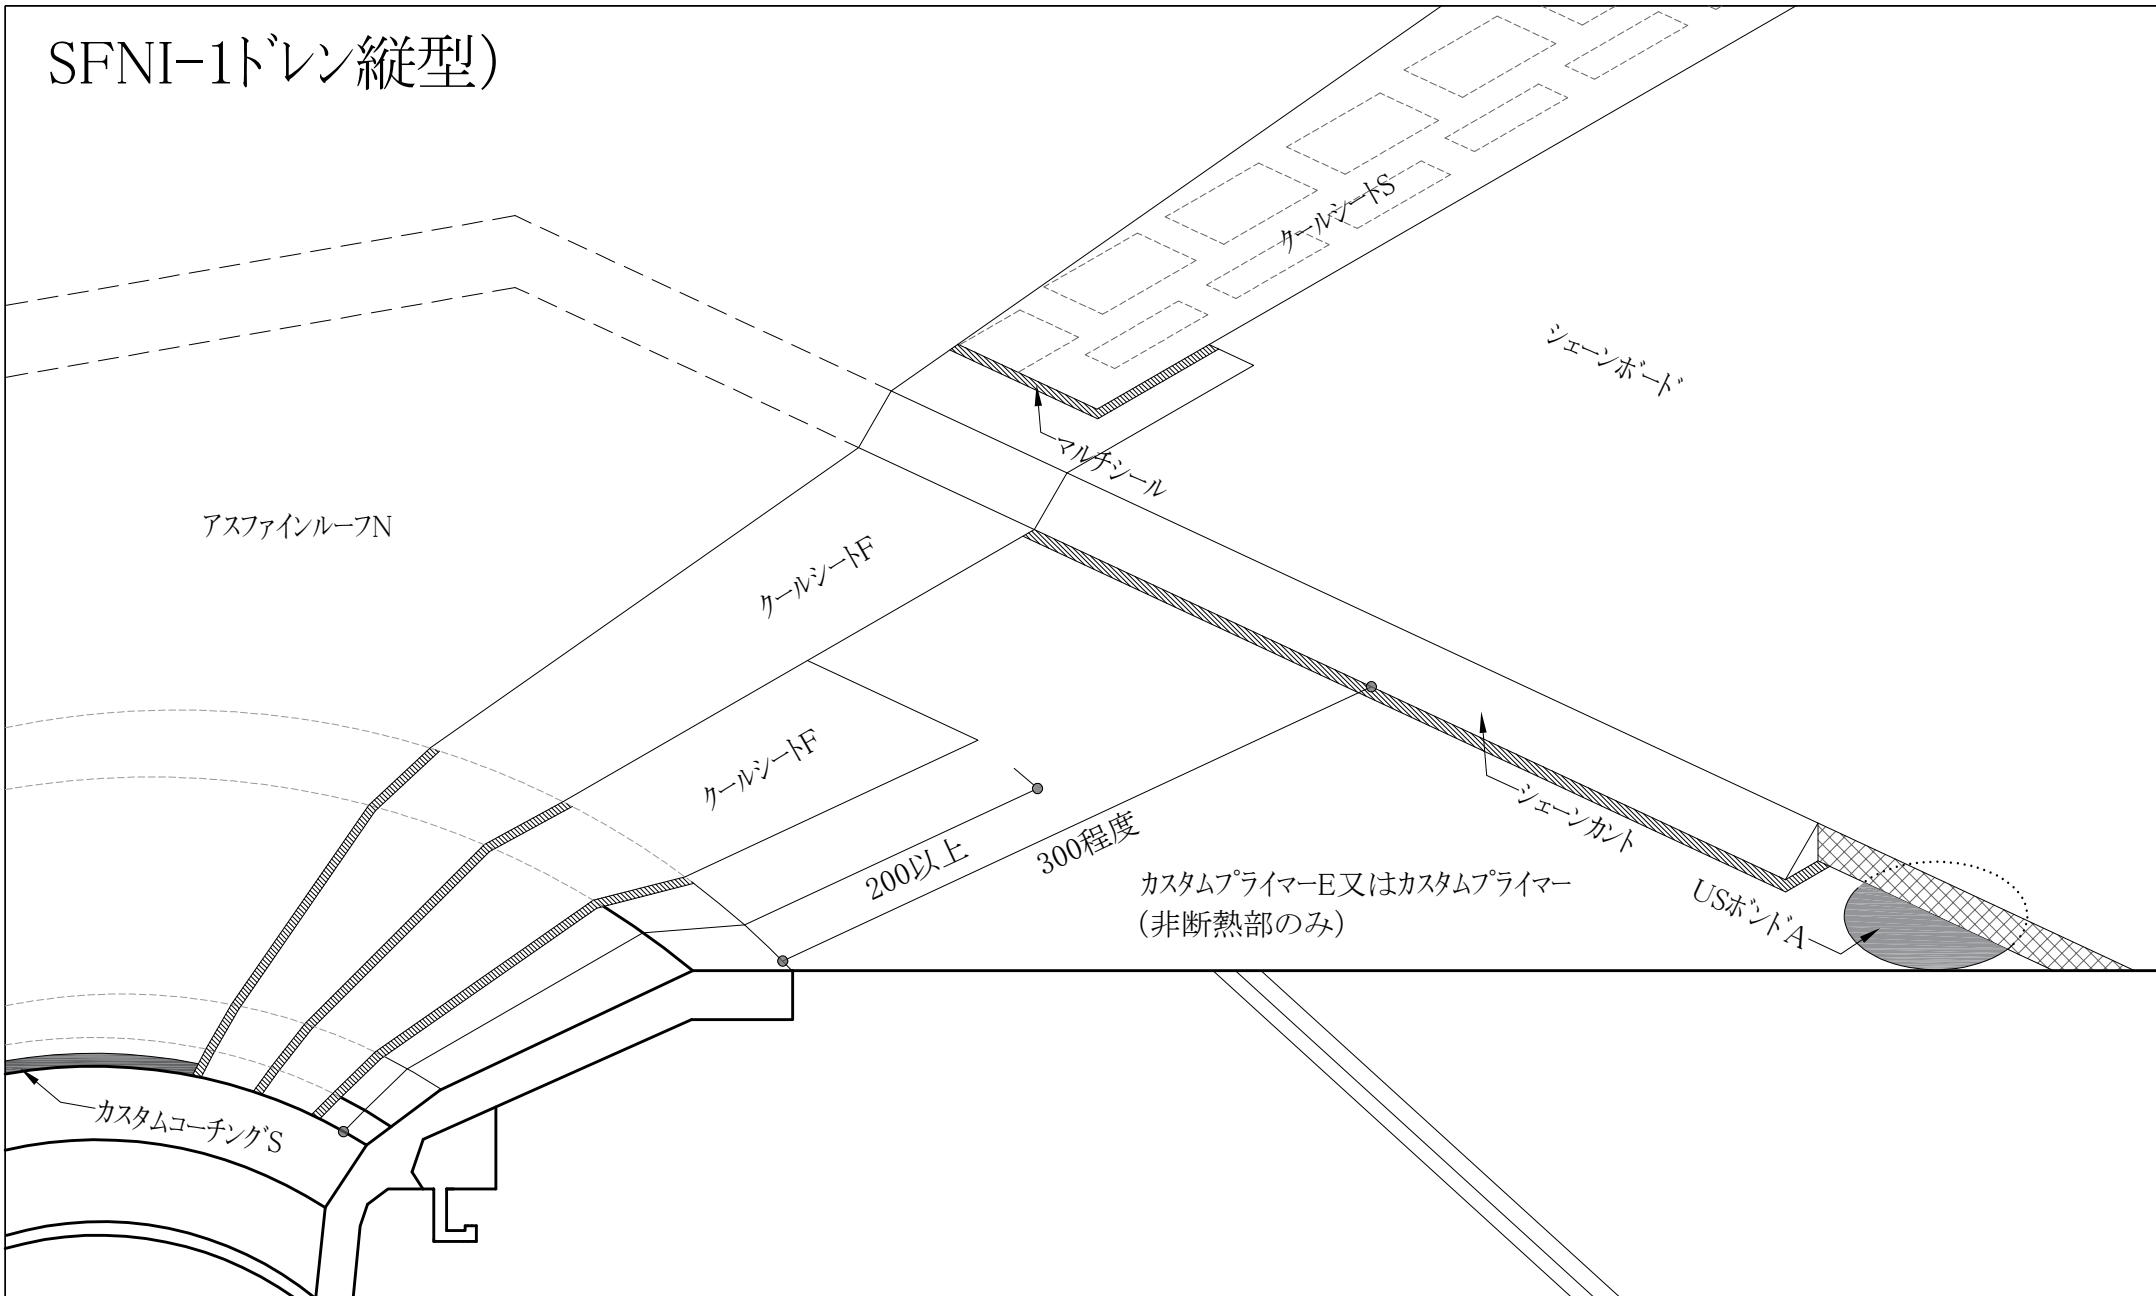 SFNI-1ドレン縦型)
クールシートS
シェーンボード
マルチシール
アスファインルーフN
クールシートF
クールシートF
シェーンカント
200以上
300程度
カスタムプライマーE又はカスタムプライマー
(非断熱部のみ)
USボンドA
カスタムコーチングS